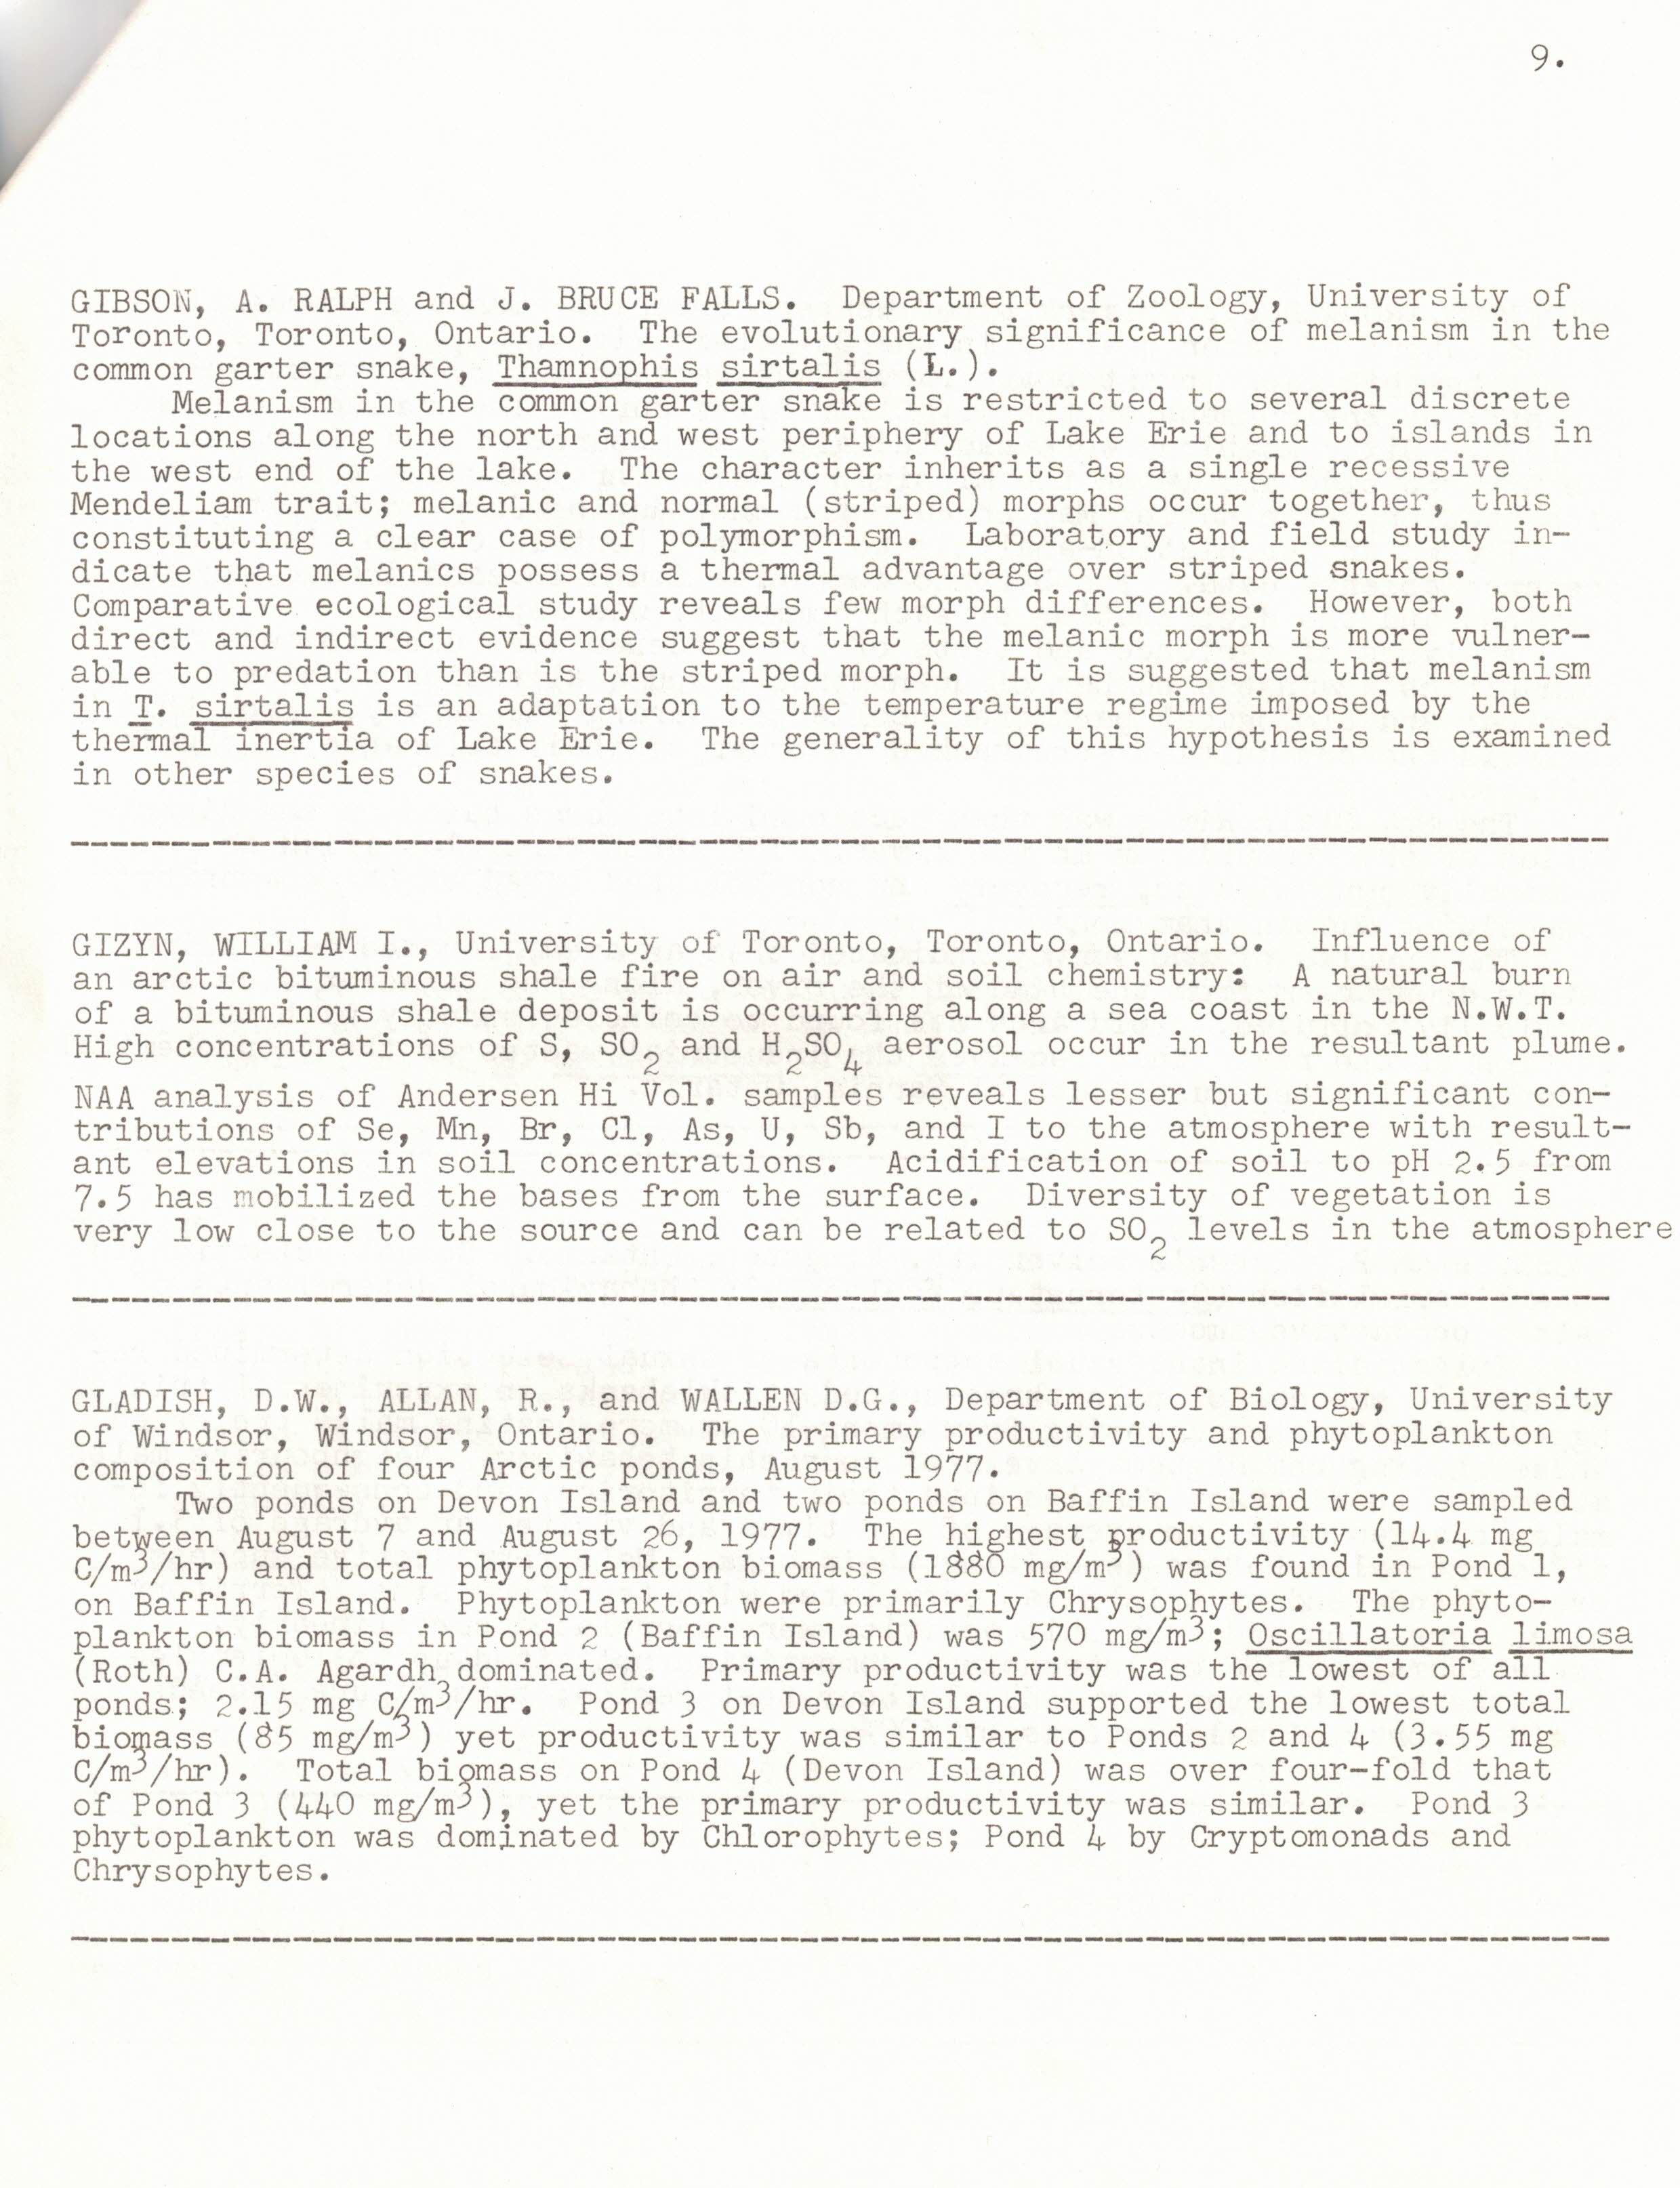 9.
GIBSON, A. RALPH and J. BRUCE FALLS.  Department of Zoology, University of
Toronto, Toronto, Ontario.  The evolutionary significance of melanism in the
common garter snake, Thamnophis sirtalis (L.).
Melanism in the common garter snake is restricted to several discrete
locations along the north and west periphery of Lake Erie and to islands in
the west end of the lake.  The character inherits as a single recessive
Mendeliam trait; melanic and normal (striped) morphs occur together, thus
constituting a clear case of polymorphism.  Laboratory and field study in-
dicate that melanics possess a thermal advantage over striped snakes.
Comparative ecological study reveals few morph differences.  However, both
direct and indirect evidence suggest that the melanic morph is more vulner-
able to predation than is the striped morph.  It is suggested that melanism
in T. sirtalis is an adaptation to the temperature regime imposed by the
thermal inertia of Lake Erie.  The generality of this hypothesis is examined
in other species of snakes.
GIZYN, WILLIAM I., University of Toronto, Toronto, Ontario.  Influence of
an arctic bituminous shale fire on air and soil chemistry:  A natural burn
of a bituminous shale deposit is occurring along a sea coast in the N.W.T.
High concentrations of S, SO₂ and H₂SO₄ aerosol occur in the resultant plume.
NAA analysis of Andersen Hi Vol. samples reveals lesser but significant con-
tributions of Se, Mn, Br, Cl, As, U, Sb, and I to the atmosphere with result-
ant elevations in soil concentrations.  Acidification of soil to pH 2.5 from
7.5 has mobilized the bases from the surface.  Diversity of vegetation is
very low close to the source and can be related to SO₂ levels in the atmosphere
GLADISH, D.W., ALLAN, R., and WALLEN D.G., Department of Biology, University
of Windsor, Windsor, Ontario.  The primary productivity and phytoplankton
composition of four Arctic ponds, August 1977.
Two ponds on Devon Island and two ponds on Baffin Island were sampled
between August 7 and August 26, 1977.  The highest productivity (14.4 mg
C/m³/hr) and total phytoplankton biomass (1880 mg/m³) was found in Pond 1,
on Baffin Island.  Phytoplankton were primarily Chrysophytes.  The phyto-
plankton biomass in Pond 2 (Baffin Island) was 570 mg/m³; Oscillatoria limosa
(Roth) C.A. Agardh dominated.  Primary productivity was the lowest of all
ponds; 2.15 mg C/m³/hr.  Pond 3 on Devon Island supported the lowest total
biomass (85 mg/m³) yet productivity was similar to Ponds 2 and 4 (3.55 mg
C/m³/hr).  Total biomass on Pond 4 (Devon Island) was over four-fold that
of Pond 3 (440 mg/m³), yet the primary productivity was similar.  Pond 3
phytoplankton was dominated by Chlorophytes; Pond 4 by Cryptomonads and
Chrysophytes.